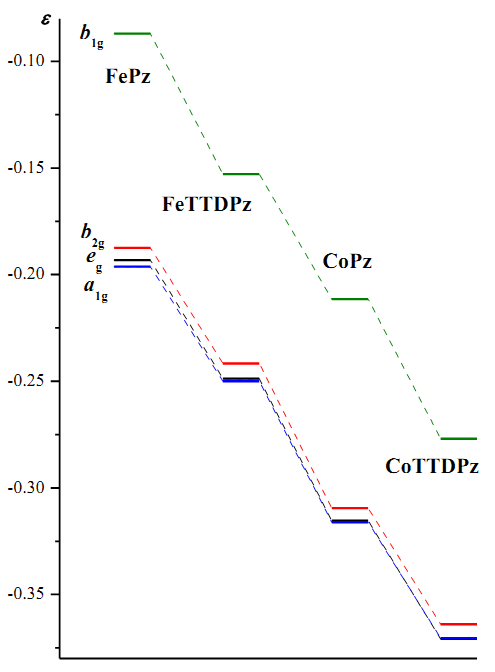 ε
b1g
-0.10
FePz
-0.15
FeTTDPz
b2g
eg
CoPz
-0.20
a1g
-0.25
CoTTDPz
-0.30
-0.35